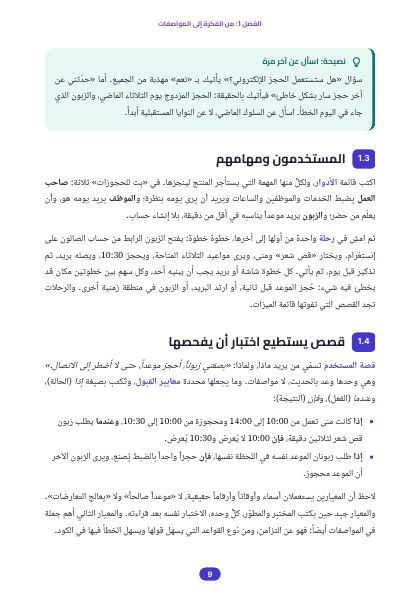 الفصل 1: من الفكرة إلى المواصفات
نصيحة: اسأل عن آخر مرة
سؤال «هل ستستعمل الحجز الإلكتروني؟» يأتيك بـ «نعم» مهذبة من الجميع. أما «حدّثني عن
آخر حجز سار بشكل خاطئ» فيأتيك بالحقيقة: الحجز المزدوج يوم الثلاثاء الماضي، والزبون الذي
جاء في اليوم الخطأ. اسأل عن السلوك الماضي، لا عن النوايا المستقبلية أبداً.
1.3 المستخدمون ومهامهم
اكتب قائمة الأدوار، ولكلٍّ منها المهمة التي يستأجر المنتج لينجزها. في «بِت للحجوزات» ثلاثة: صاحب
العمل يضبط الخدمات والموظفين والساعات ويريد أن يرى يومه بنظرة؛ والموظف يريد يومه هو، وأن
يعلّم من حضر؛ والزبون يريد موعداً يناسبه في أقل من دقيقة، بلا إنشاء حساب.
ثم امشِ في رحلة واحدة من أولها إلى آخرها، خطوة خطوة: يفتح الزبون الرابط من حساب الصالون على
إنستغرام، ويختار «قص شعر» ومنى، ويرى مواعيد الثلاثاء المتاحة، ويحجز 10:30، ويصله بريد، ثم
تذكير قبل يوم، ثم يأتي. كل خطوة شاشة أو بريد يجب أن يبنيه أحد، وكل سهم بين خطوتين مكان قد
يخطئ فيه شيء: حُجز الموعد قبل ثانية، أو ارتد البريد، أو الزبون في منطقة زمنية أخرى. والرحلات
تجد القصص التي تفوتها قائمة الميزات.
1.4 قصص يستطيع اختبار أن يفحصها
قصة المستخدم تسمّي من يريد ماذا، ولماذا: «بصفتي زبوناً، أحجز موعداً، حتى لا أضطر إلى الاتصال.»
وهي وحدها وعد بالحديث، لا مواصفات. وما يجعلها محددة معايير القبول، وتُكتب بصيغة إذا (الحالة)،
وعندما (الفعل)، وفإن (النتيجة):
• إذا كانت منى تعمل من 10:00 إلى 14:00 ومحجوزة من 10:00 إلى 10:30، وعندما يطلب زبون
قص شعر لثلاثين دقيقة، فإن 10:00 لا يُعرض و10:30 يُعرض.
• إذا طلب زبونان الموعد نفسه في اللحظة نفسها، فإن حجزاً واحداً بالضبط يُصنع، ويرى الزبون الآخر
أن الموعد محجوز.
لاحظ أن المعيارين يستعملان أسماء وأوقاتاً وأرقاماً حقيقية، لا «موعداً صالحاً» ولا «يعالج التعارضات».
والمعيار جيد حين يكتب المختبِر والمطوّر، كلٌّ وحده، الاختبار نفسه بعد قراءته. والمعيار الثاني أهم جملة
في المواصفات أيضاً: فهو عن التزامن، ومن نوع القواعد التي يسهل قولها ويسهل الخطأ فيها في الكود.
9